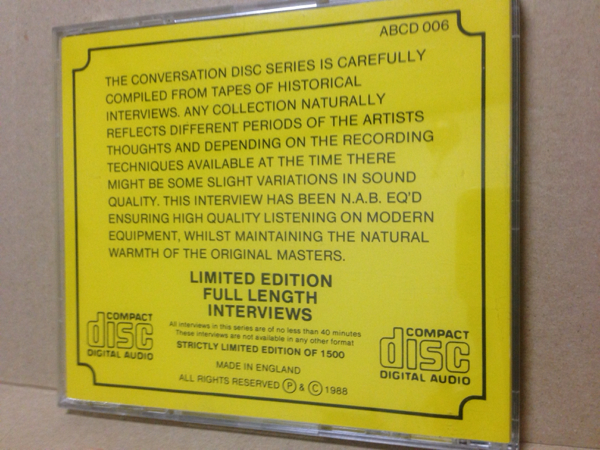 ABCD 006
THE CONVERSATION DISC SERIES IS CAREFULLY
COMPILED FROM TAPES OF HISTORICAL
INTERVIEWS. ANY COLLECTION NATURALLY
REFLECTS DIFFERENT PERIODS OF THE ARTISTS
THOUGHTS AND DEPENDING ON THE RECORDING
TECHNIQUES AVAILABLE AT THE TIME THERE
MIGHT BE SOME SLIGHT VARIATIONS IN SOUND
QUALITY. THIS INTERVIEW HAS BEEN N.A.B. EQ'D
ENSURING HIGH QUALITY LISTENING ON MODERN
EQUIPMENT, WHILST MAINTAINING THE NATURAL
WARMTH OF THE ORIGINAL MASTERS.
LIMITED EDITION
FULL LENGTH
INTERVIEWS
All interviews in this series are of no less than 40 minutes
These interviews are not available in any other format
STRICTLY LIMITED EDITION OF 1500
MADE IN ENGLAND
ALL RIGHTS RESERVED Ⓟ & Ⓒ 1988
COMPACT
disc
DIGITAL AUDIO
COMPACT
disc
DIGITAL AUDIO